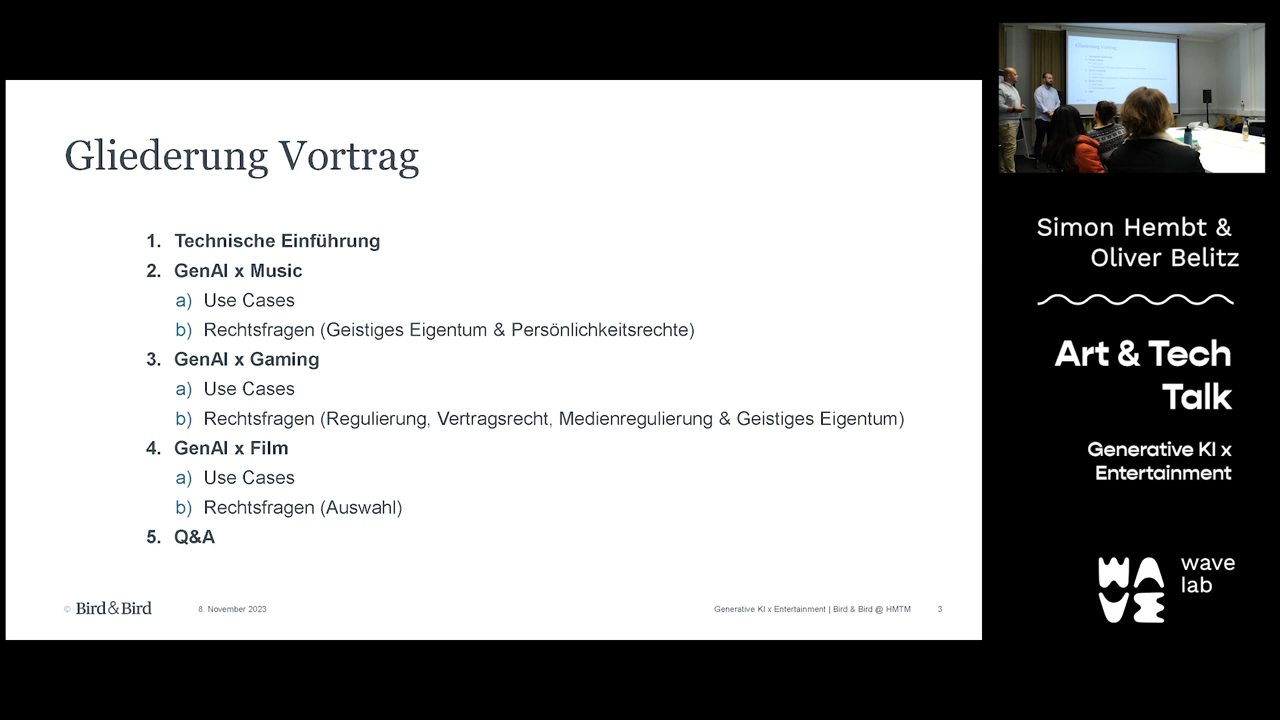 Gliederung Vortrag
1. Technische Einführung
2. GenAI x Music
a) Use Cases
b) Rechtsfragen (Geistiges Eigentum & Persönlichkeitsrechte)
3. GenAI x Gaming
a) Use Cases
b) Rechtsfragen (Regulierung, Vertragsrecht, Medienregulierung & Geistiges Eigentum)
4. GenAI x Film
a) Use Cases
b) Rechtsfragen (Auswahl)
5. Q&A
© Bird & Bird
8. November 2023
Generative KI x Entertainment | Bird & Bird @ HMTM
3
Gliederung Vortrag
Simon Hembt &
Oliver Belitz
Art & Tech
Talk
Generative KI x
Entertainment
WAVE
wave
lab